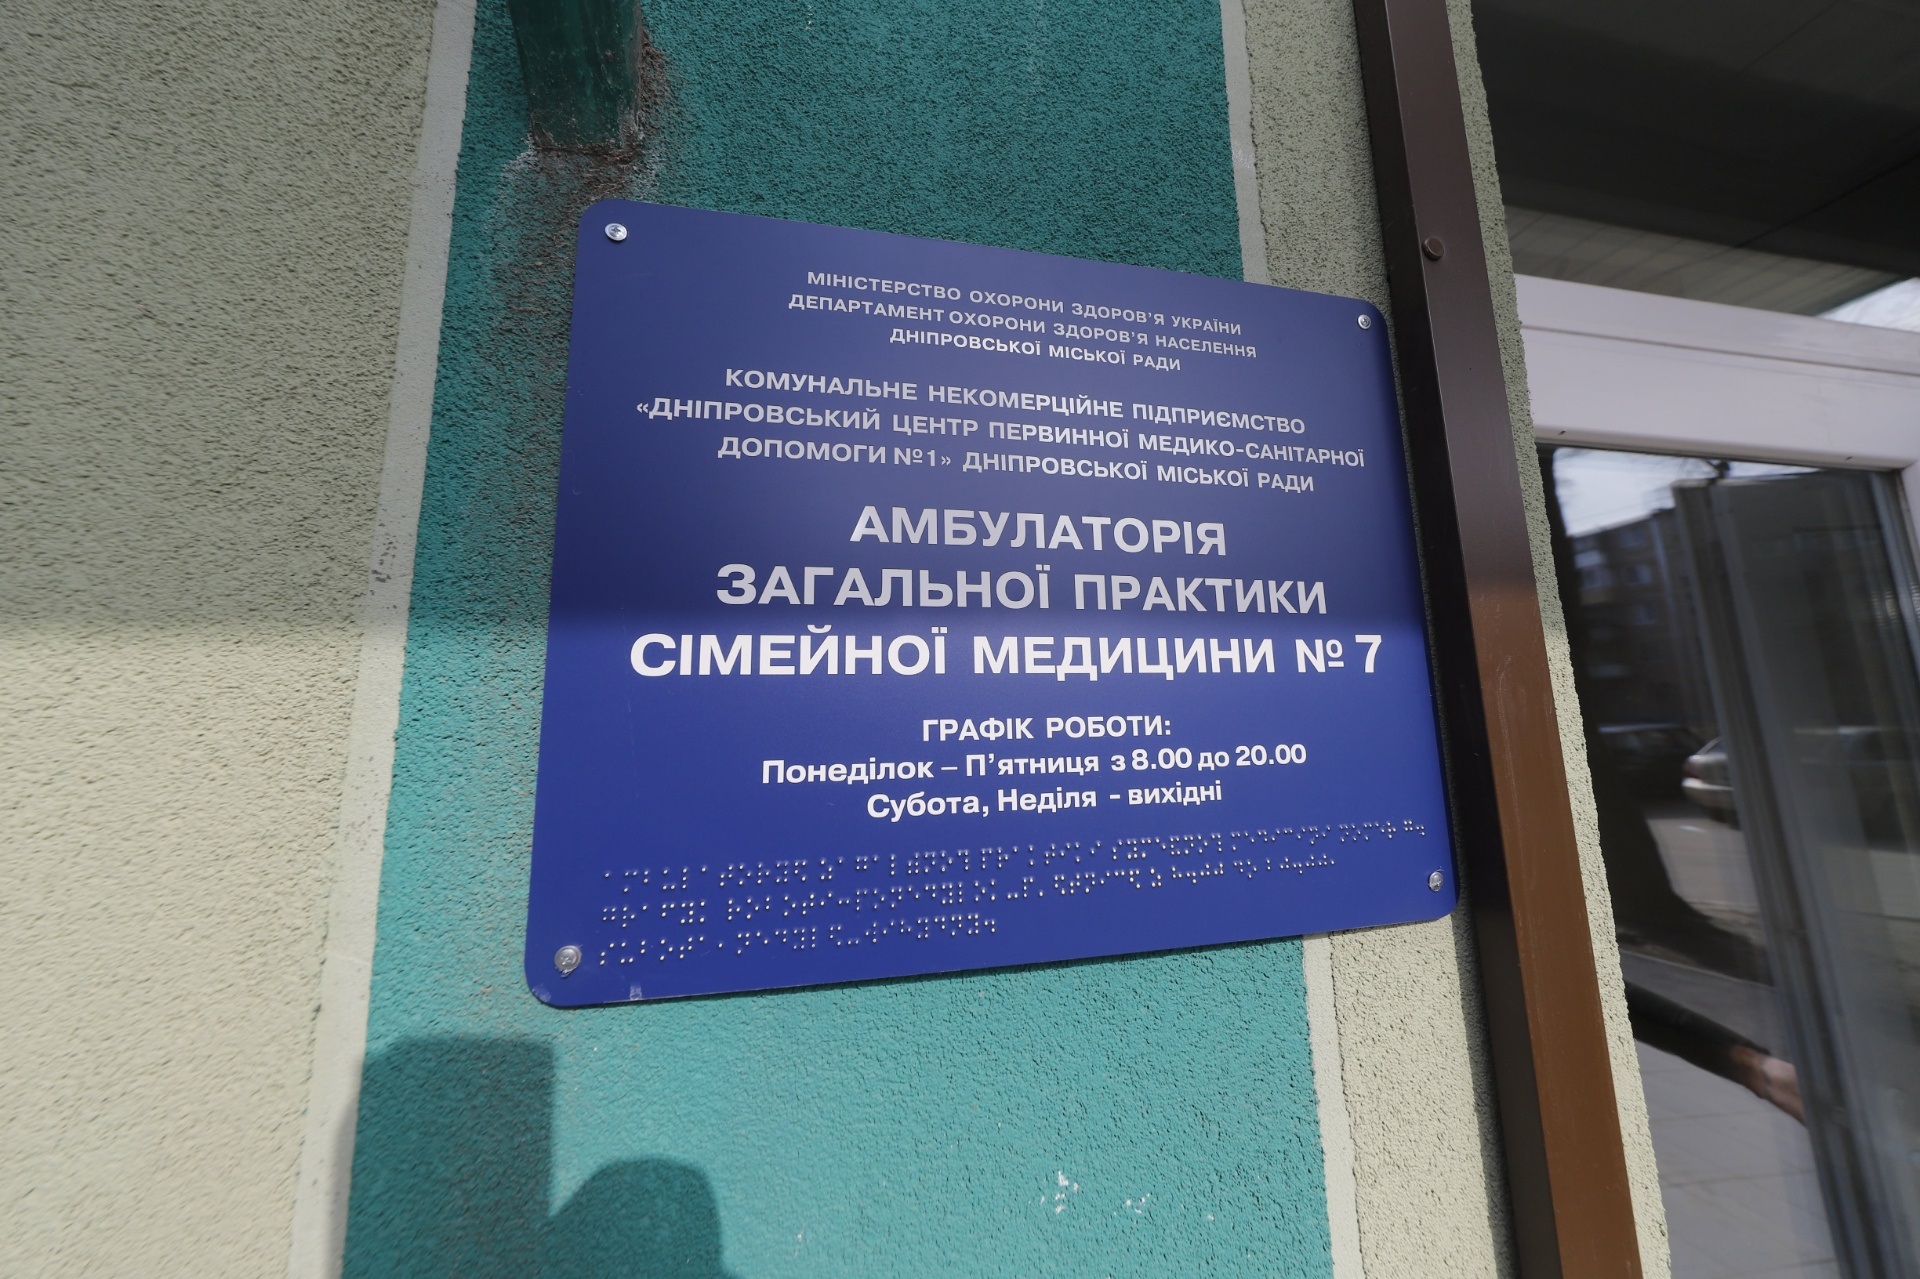 МІНІСТЕРСТВО ОХОРОНИ ЗДОРОВ'Я УКРАЇНИ
ДЕПАРТАМЕНТ ОХОРОНИ ЗДОРОВ'Я НАСЕЛЕННЯ
ДНІПРОВСЬКОЇ МІСЬКОЇ РАДИ
КОМУНАЛЬНЕ НЕКОМЕРЦІЙНЕ ПІДПРИЄМСТВО
«ДНІПРОВСЬКИЙ ЦЕНТР ПЕРВИННОЇ МЕДИКО-САНІТАРНОЇ
ДОПОМОГИ №1» ДНІПРОВСЬКОЇ МІСЬКОЇ РАДИ
АМБУЛАТОРІЯ
ЗАГАЛЬНОЇ ПРАКТИКИ
СІМЕЙНОЇ МЕДИЦИНИ № 7
ГРАФІК РОБОТИ:
Понеділок – П'ятниця з 8.00 до 20.00
Субота, Неділя - вихідні